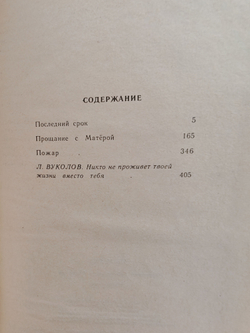 СОДЕРЖАНИЕ
Последний срок 5
Прощание с Матёрой 165
Пожар . 346
Л. ВУКОЛОВ. Никто не проживет твоей
жизни вместо тебя . 405